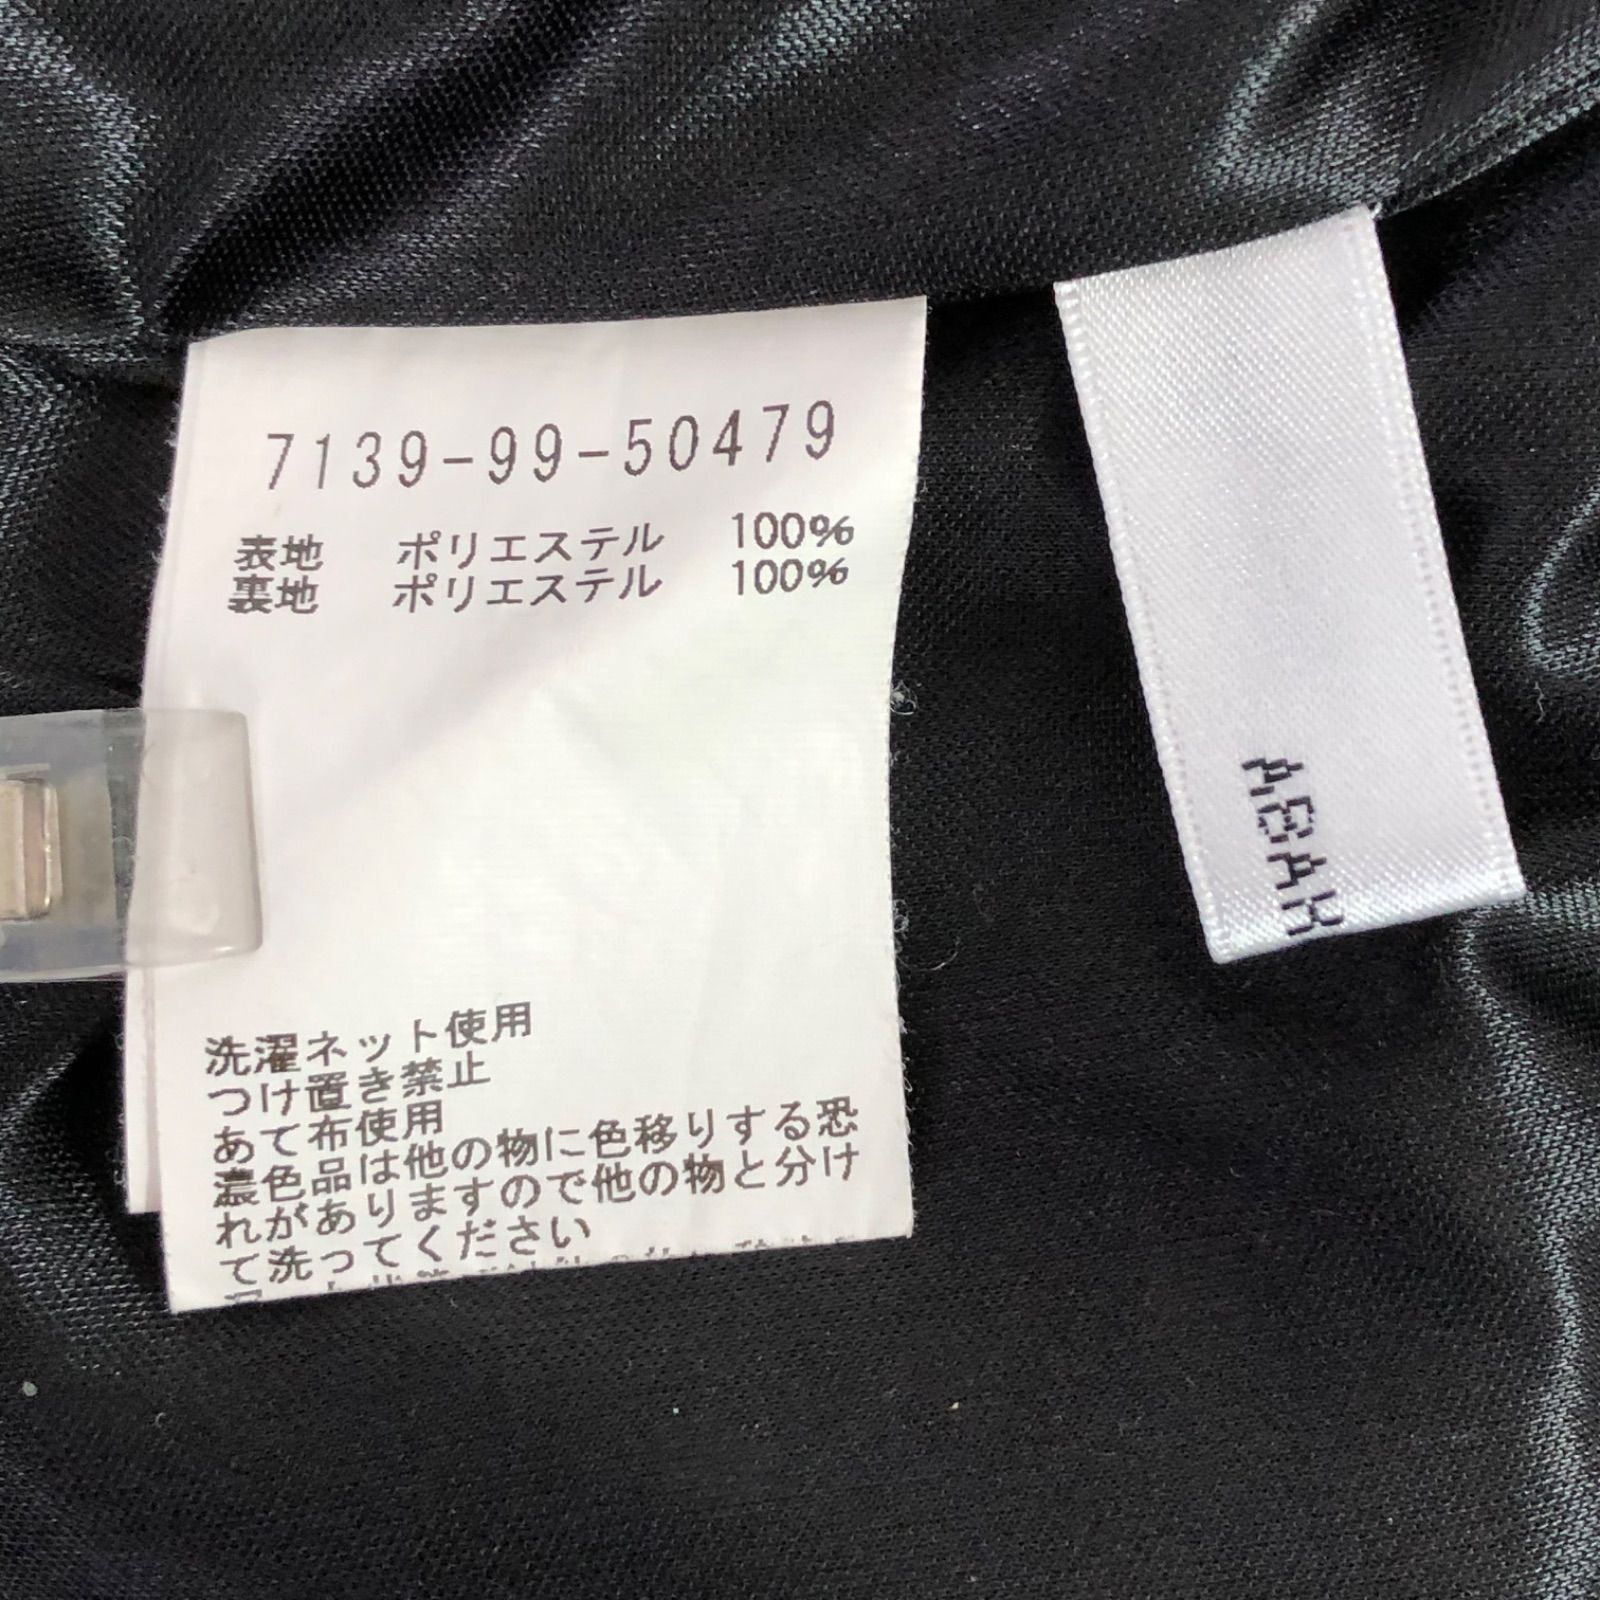 7139-99-50479
表地 ポリエステル 100%
裏地 ポリエステル 100%
洗濯ネット使用
つけ置き禁止
あて布使用
濃色品は他の物に色移りする恐
れがありますので他の物と分け
て洗ってください
ABAH